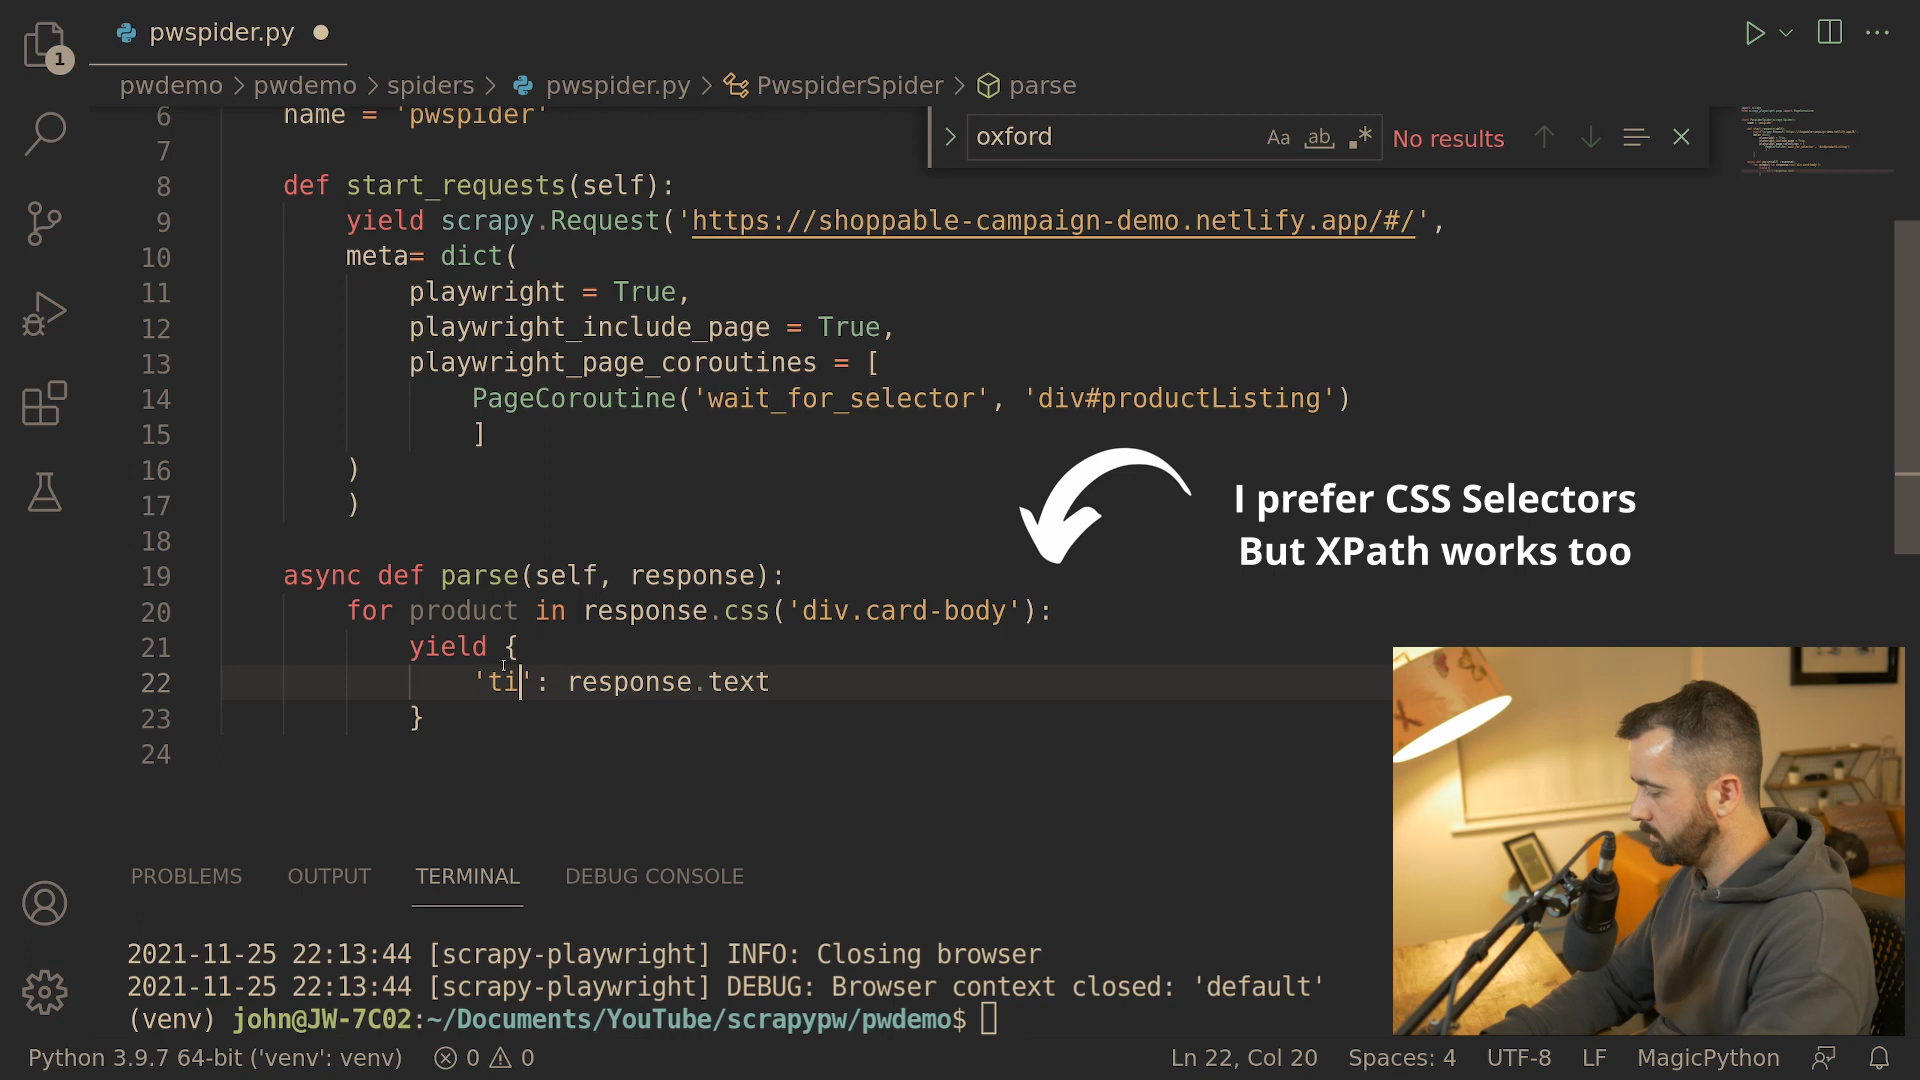 1
pwspider.py
pwdemo > pwdemo > spiders > pwspider.py > PwspiderSpider > parse
oxford
Aa ab No results
6 name = 'pwspider'
7
8 def start_requests(self):
9 yield scrapy.Request('https://shoppable-campaign-demo.netlify.app/#/',
10 meta= dict(
11 playwright = True,
12 playwright_include_page = True,
13 playwright_page_coroutines = [
14 PageCoroutine('wait_for_selector', 'div#productListing')
15 ]
16 )
17 )
18
I prefer CSS Selectors
But XPath works too
19 async def parse(self, response):
20 for product in response.css('div.card-body'):
21 yield {
22 'ti': response.text
23 }
24
PROBLEMS OUTPUT TERMINAL DEBUG CONSOLE
2021-11-25 22:13:44 [scrapy-playwright] INFO: Closing browser
2021-11-25 22:13:44 [scrapy-playwright] DEBUG: Browser context closed: 'default'
(venv) john@JW-7C02:~/Documents/YouTube/scrapypw/pwdemo$
Python 3.9.7 64-bit ('venv': venv) 0 0 Ln 22, Col 20 Spaces: 4 UTF-8 LF MagicPython